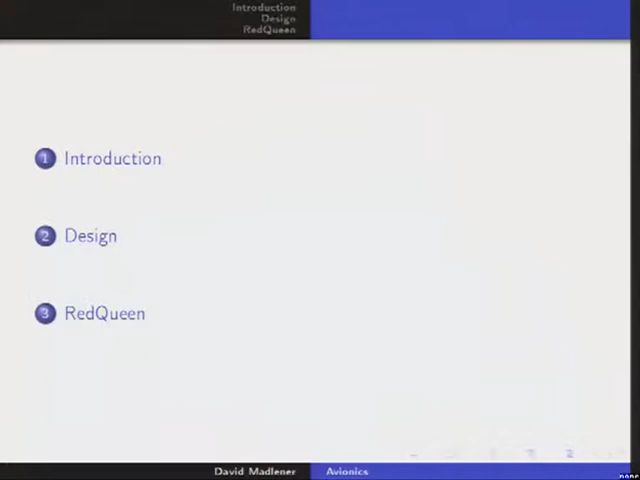 Introduction
Design
RedQueen
1 Introduction
2 Design
3 RedQueen
David Madlener
Avionics